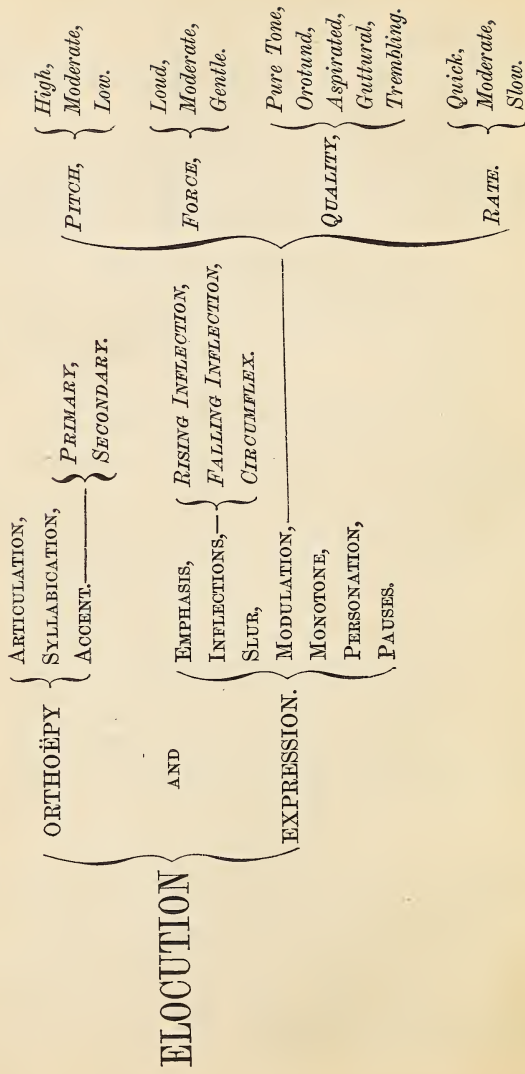 ELOCUTION
ORTHOËPY
AND
EXPRESSION.
ARTICULATION,
SYLLABICATION,
ACCENT.
PRIMARY,
SECONDARY.
EMPHASIS,
INFLECTIONS,
SLUR,
MODULATION,
MONOTONE,
PERSONATION,
PAUSES.
RISING INFLECTION,
FALLING INFLECTION,
CIRCUMFLEX.
PITCH,
High,
Moderate,
Low.
FORCE,
Loud,
Moderate,
Gentle.
QUALITY,
Pure Tone,
Orotund,
Aspirated,
Guttural,
Trembling.
RATE.
Quick,
Moderate,
Slow.